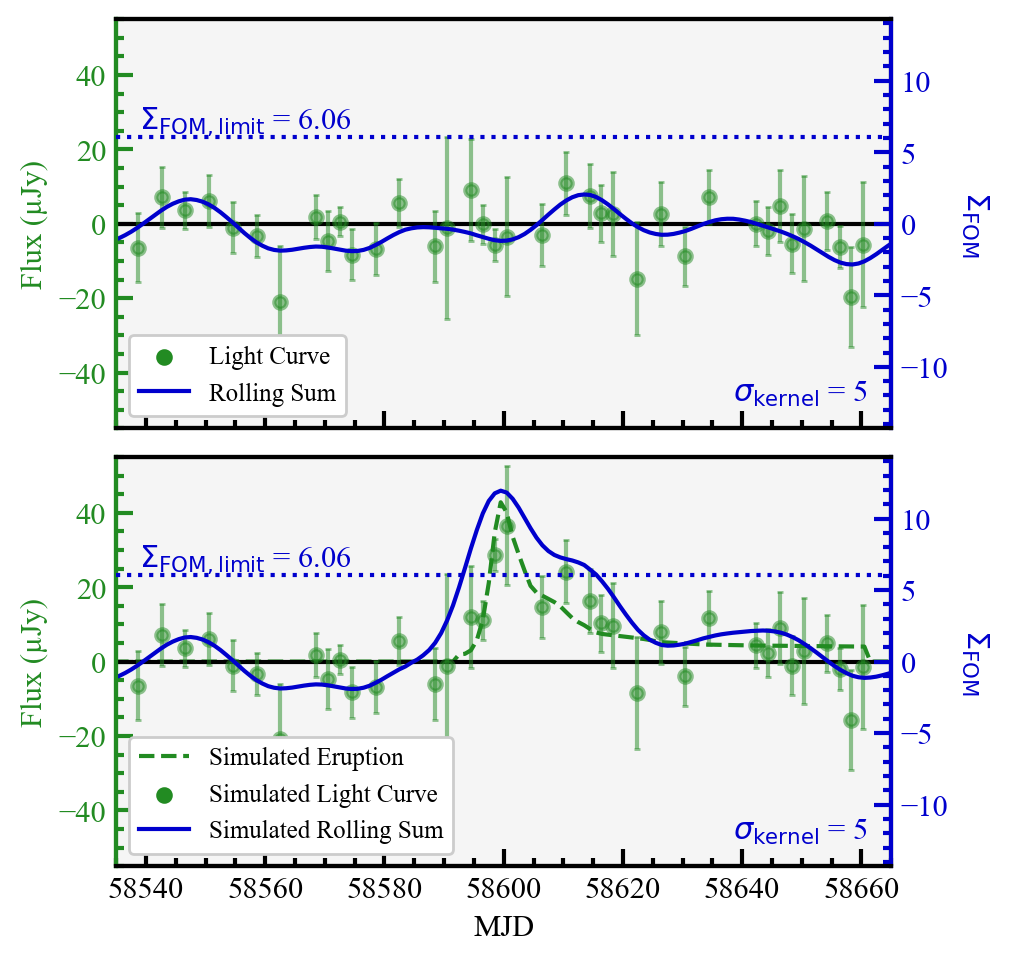 40
20
0
−20
−40
Flux (μJy)
10
5
0
−5
−10
Σ_FOM
Σ_FOM, limit = 6.06
Light Curve
Rolling Sum
σ_kernel = 5
40
20
0
−20
−40
Flux (μJy)
10
5
0
−5
−10
Σ_FOM
Σ_FOM, limit = 6.06
Simulated Eruption
Simulated Light Curve
Simulated Rolling Sum
σ_kernel = 5
58540 58560 58580 58600 58620 58640 58660
MJD